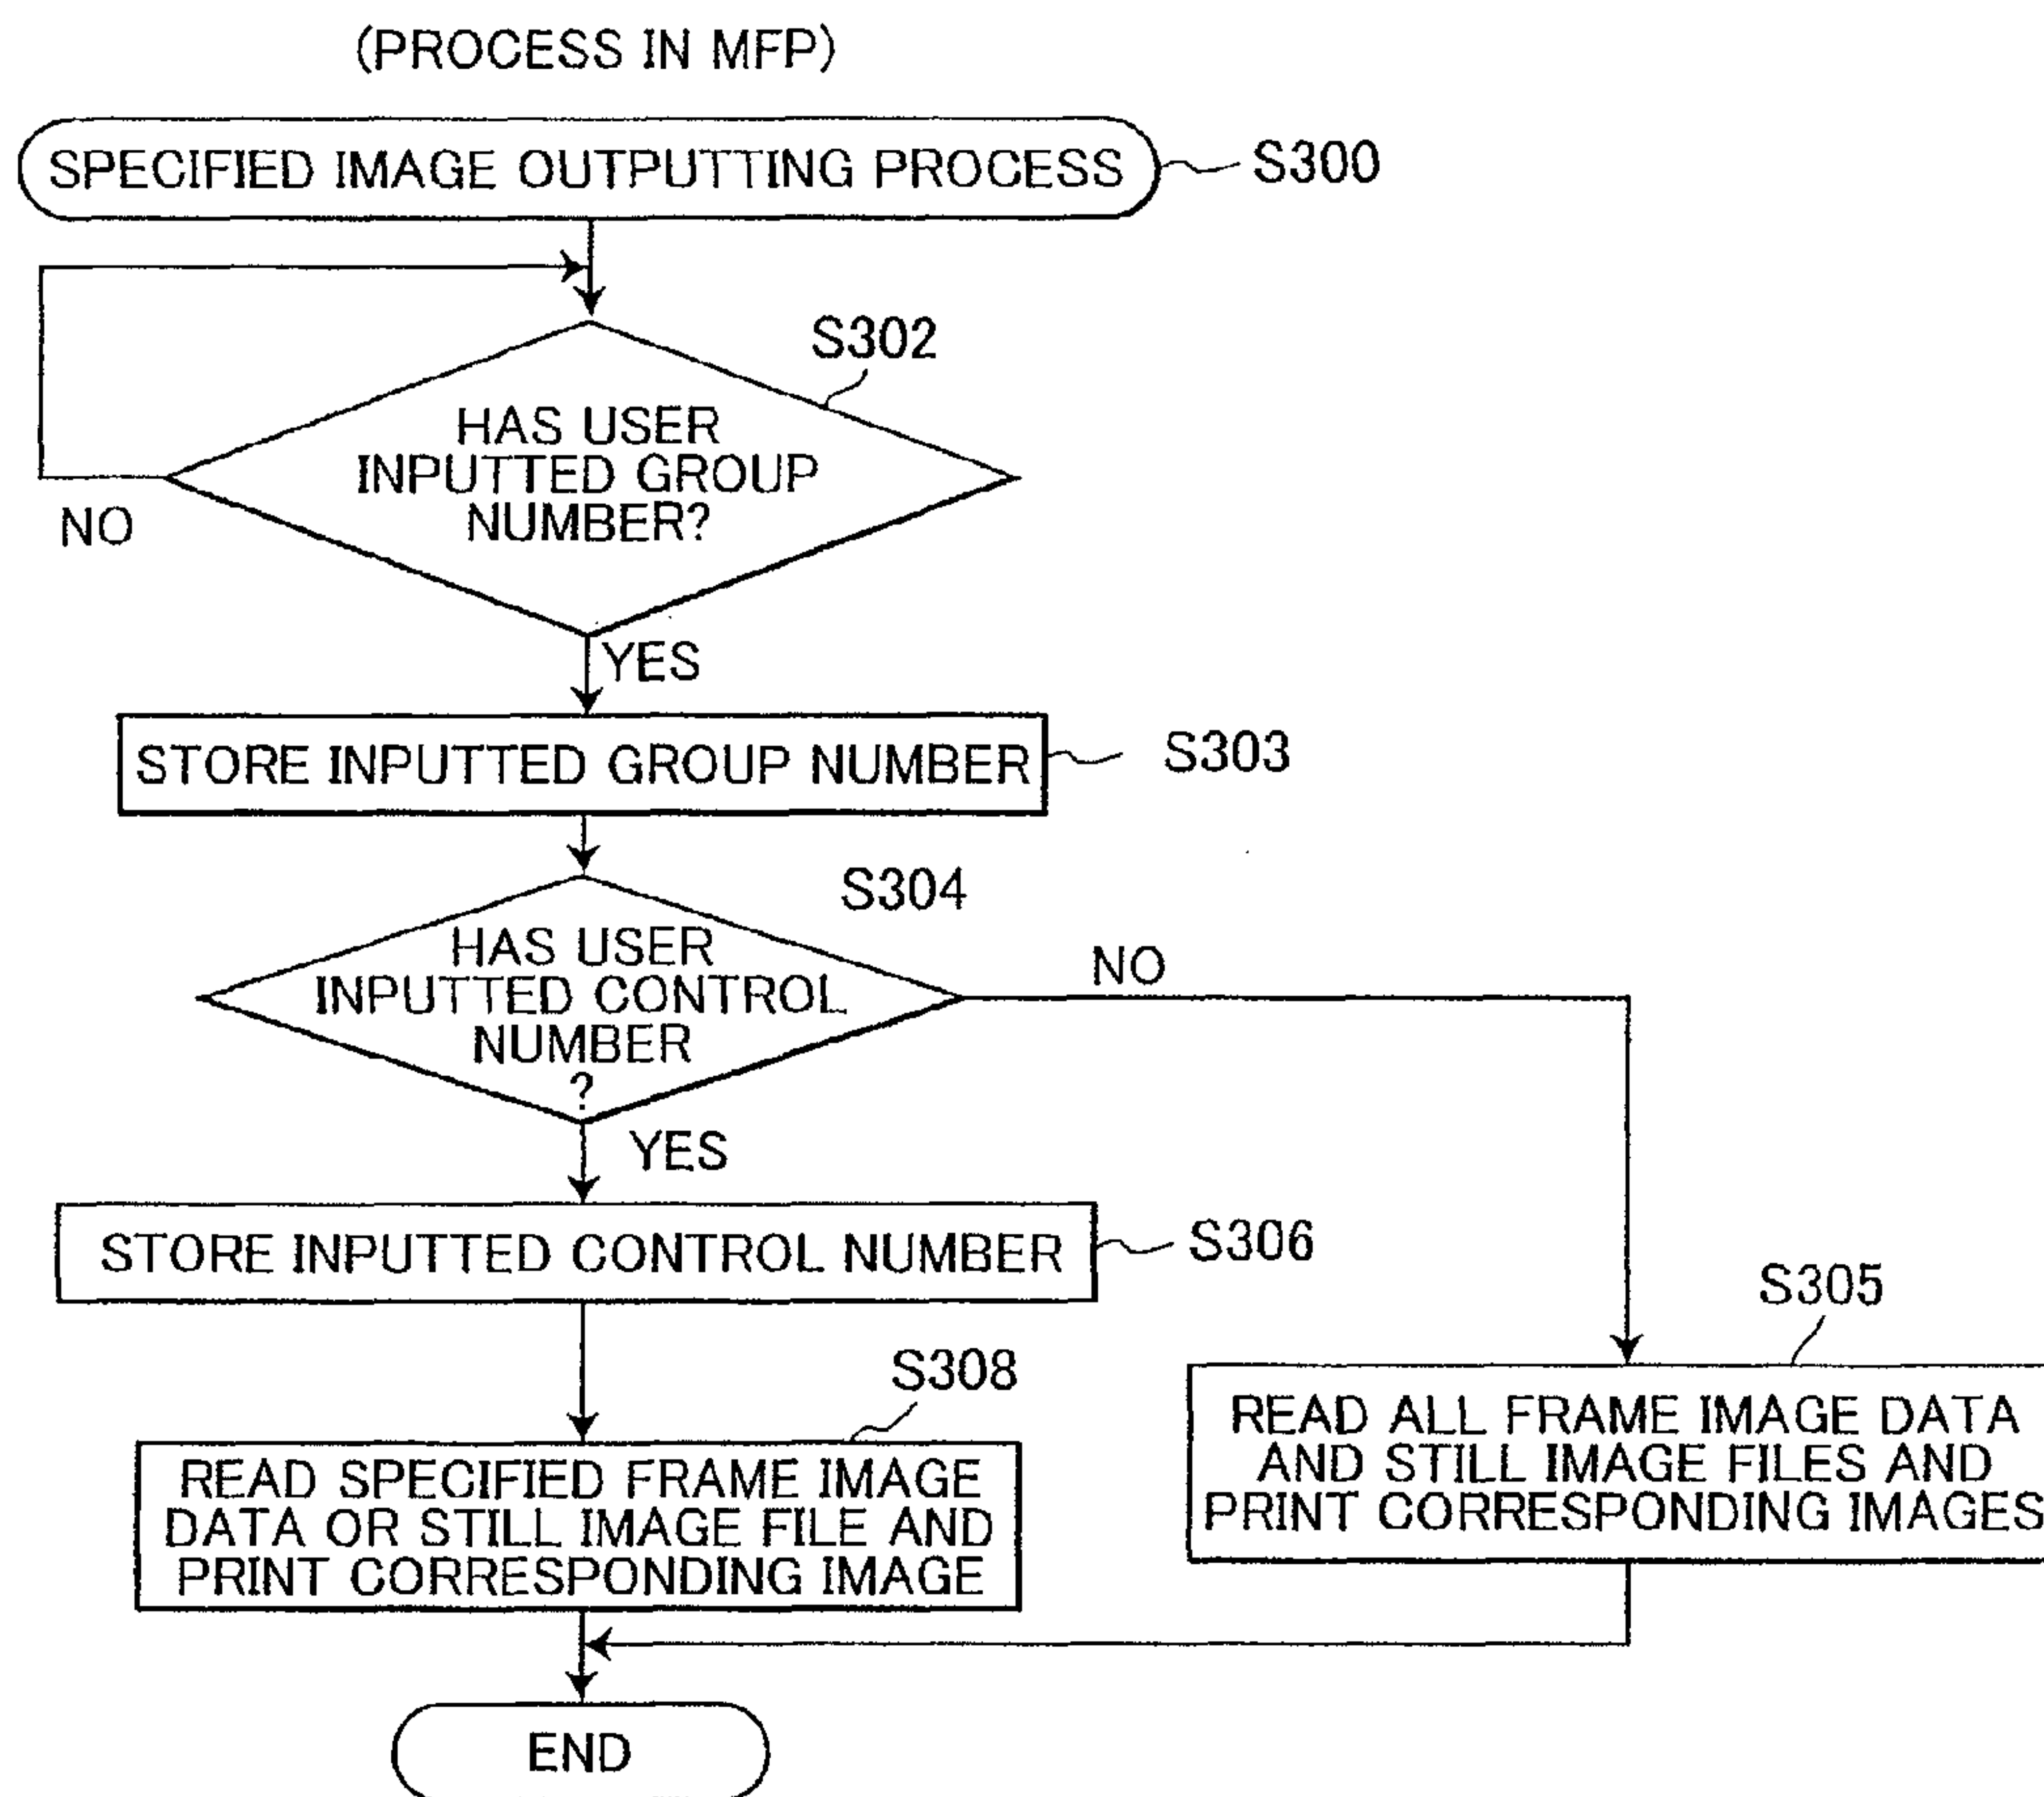 (PROCESS IN MFP)
SPECIFIED IMAGE OUTPUTTING PROCESS
S300
S302
HAS USER
INPUTTED GROUP
NUMBER?
NO
YES
STORE INPUTTED GROUP NUMBER
S303
S304
HAS USER
INPUTTED CONTROL
NUMBER
?
NO
YES
STORE INPUTTED CONTROL NUMBER
S306
S305
READ ALL FRAME IMAGE DATA
AND STILL IMAGE FILES AND
PRINT CORRESPONDING IMAGES
S308
READ SPECIFIED FRAME IMAGE
DATA OR STILL IMAGE FILE AND
PRINT CORRESPONDING IMAGE
END